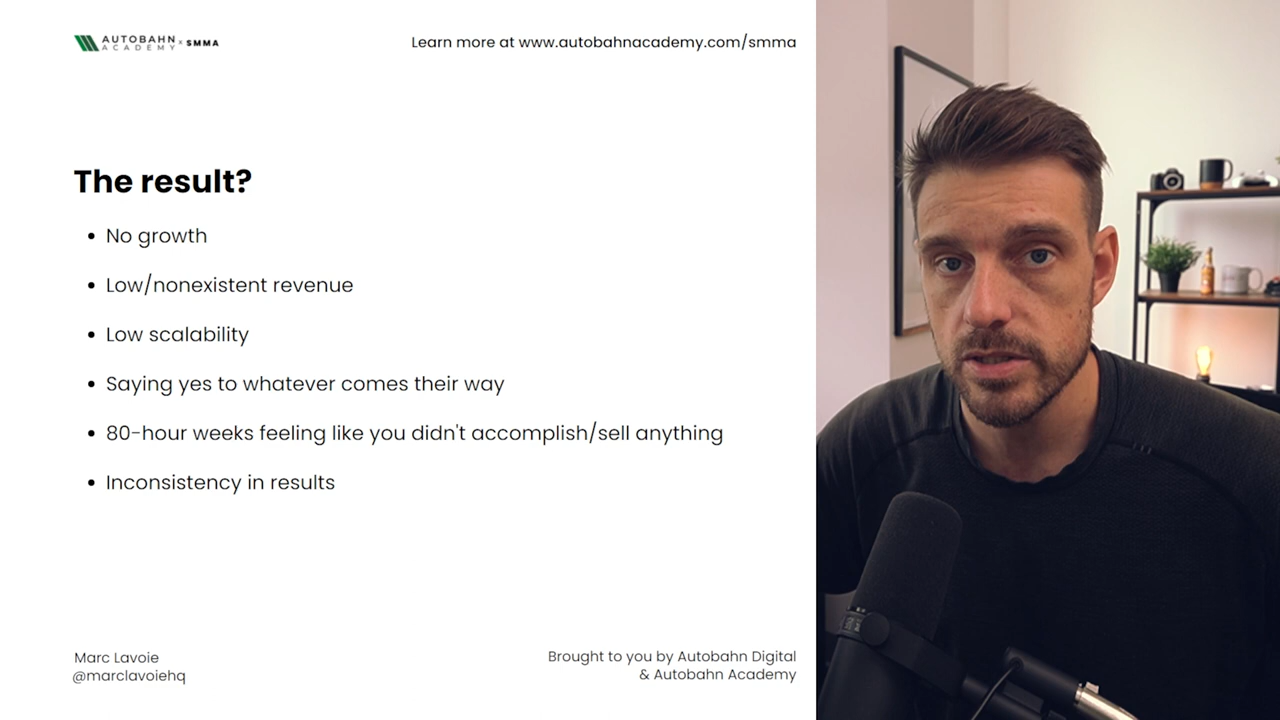 AUTOBAHN
ACADEMY x SMMA
Learn more at www.autobahnacademy.com/smma
The result?
• No growth
• Low/nonexistent revenue
• Low scalability
• Saying yes to whatever comes their way
• 80-hour weeks feeling like you didn't accomplish/sell anything
• Inconsistency in results
Marc Lavoie
@marclavoiehq
Brought to you by Autobahn Digital
& Autobahn Academy